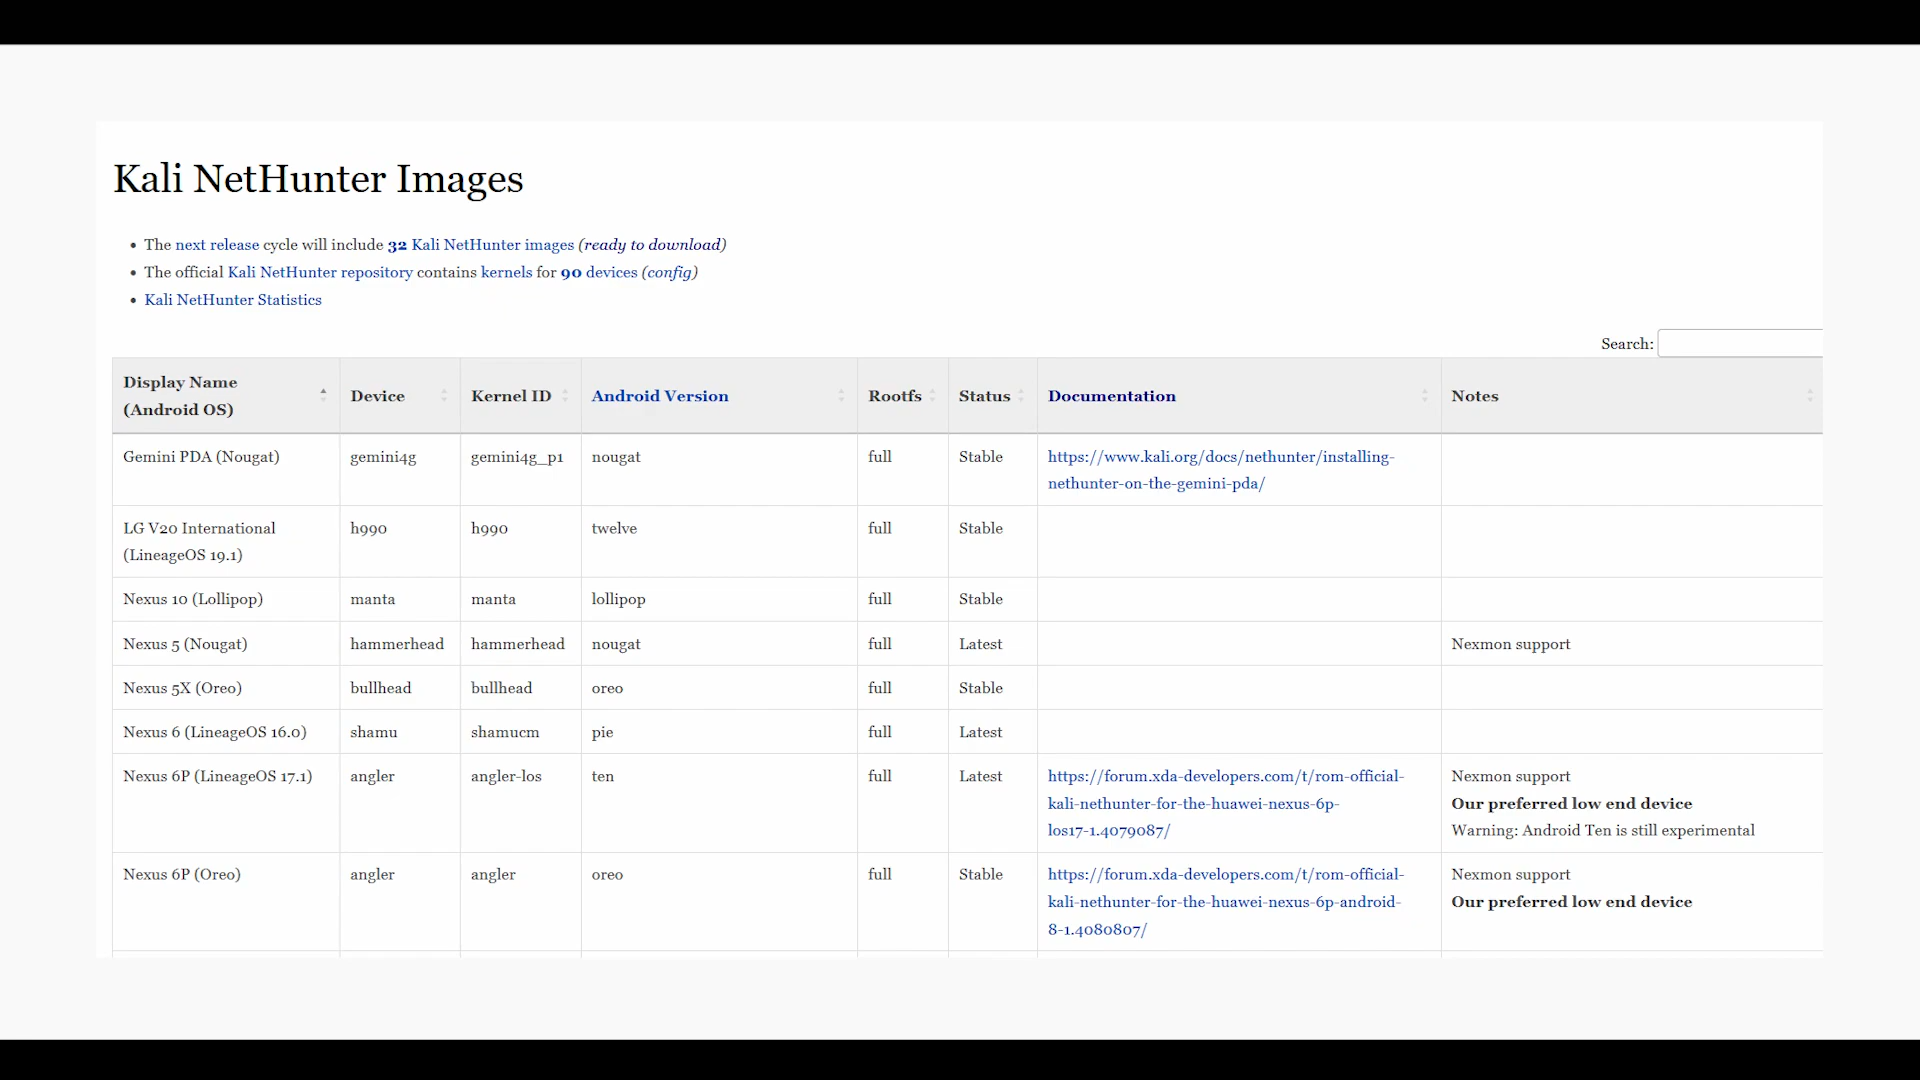 Kali NetHunter Images
• The next release cycle will include 32 Kali NetHunter images (ready to download)
• The official Kali NetHunter repository contains kernels for 90 devices (config)
• Kali NetHunter Statistics
Search:
Display Name (Android OS) Device Kernel ID Android Version Rootfs Status Documentation Notes
Gemini PDA (Nougat) gemini4g gemini4g_p1 nougat full Stable https://www.kali.org/docs/nethunter/installing-
nethunter-on-the-gemini-pda/
LG V20 International h990 h990 twelve full Stable
(LineageOS 19.1)
Nexus 10 (Lollipop) manta manta lollipop full Stable
Nexus 5 (Nougat) hammerhead hammerhead nougat full Latest Nexmon support
Nexus 5X (Oreo) bullhead bullhead oreo full Stable
Nexus 6 (LineageOS 16.0) shamu shamucm pie full Latest
Nexus 6P (LineageOS 17.1) angler angler-los ten full Latest https://forum.xda-developers.com/t/rom-official- Nexmon support
kali-nethunter-for-the-huawei-nexus-6p- Our preferred low end device
los17-1.4079087/ Warning: Android Ten is still experimental
Nexus 6P (Oreo) angler angler oreo full Stable https://forum.xda-developers.com/t/rom-official- Nexmon support
kali-nethunter-for-the-huawei-nexus-6p-android- Our preferred low end device
8-1.4080807/